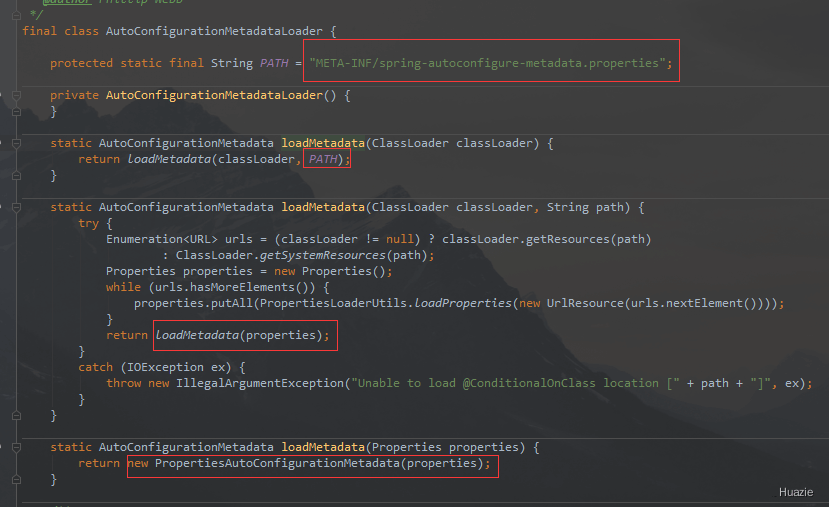 @author Phillip Webb
*/
final class AutoConfigurationMetadataLoader {
protected static final String PATH = "META-INF/spring-autoconfigure-metadata.properties";
private AutoConfigurationMetadataLoader() {
}
static AutoConfigurationMetadata loadMetadata(ClassLoader classLoader) {
return loadMetadata(classLoader, PATH);
}
static AutoConfigurationMetadata loadMetadata(ClassLoader classLoader, String path) {
try {
Enumeration<URL> urls = (classLoader != null) ? classLoader.getResources(path)
: ClassLoader.getSystemResources(path);
Properties properties = new Properties();
while (urls.hasMoreElements()) {
properties.putAll(PropertiesLoaderUtils.loadProperties(new UrlResource(urls.nextElement())));
}
return loadMetadata(properties);
}
catch (IOException ex) {
throw new IllegalArgumentException("Unable to load @ConditionalOnClass location [" + path + "]", ex);
}
}
static AutoConfigurationMetadata loadMetadata(Properties properties) {
return new PropertiesAutoConfigurationMetadata(properties);
}
Huazie